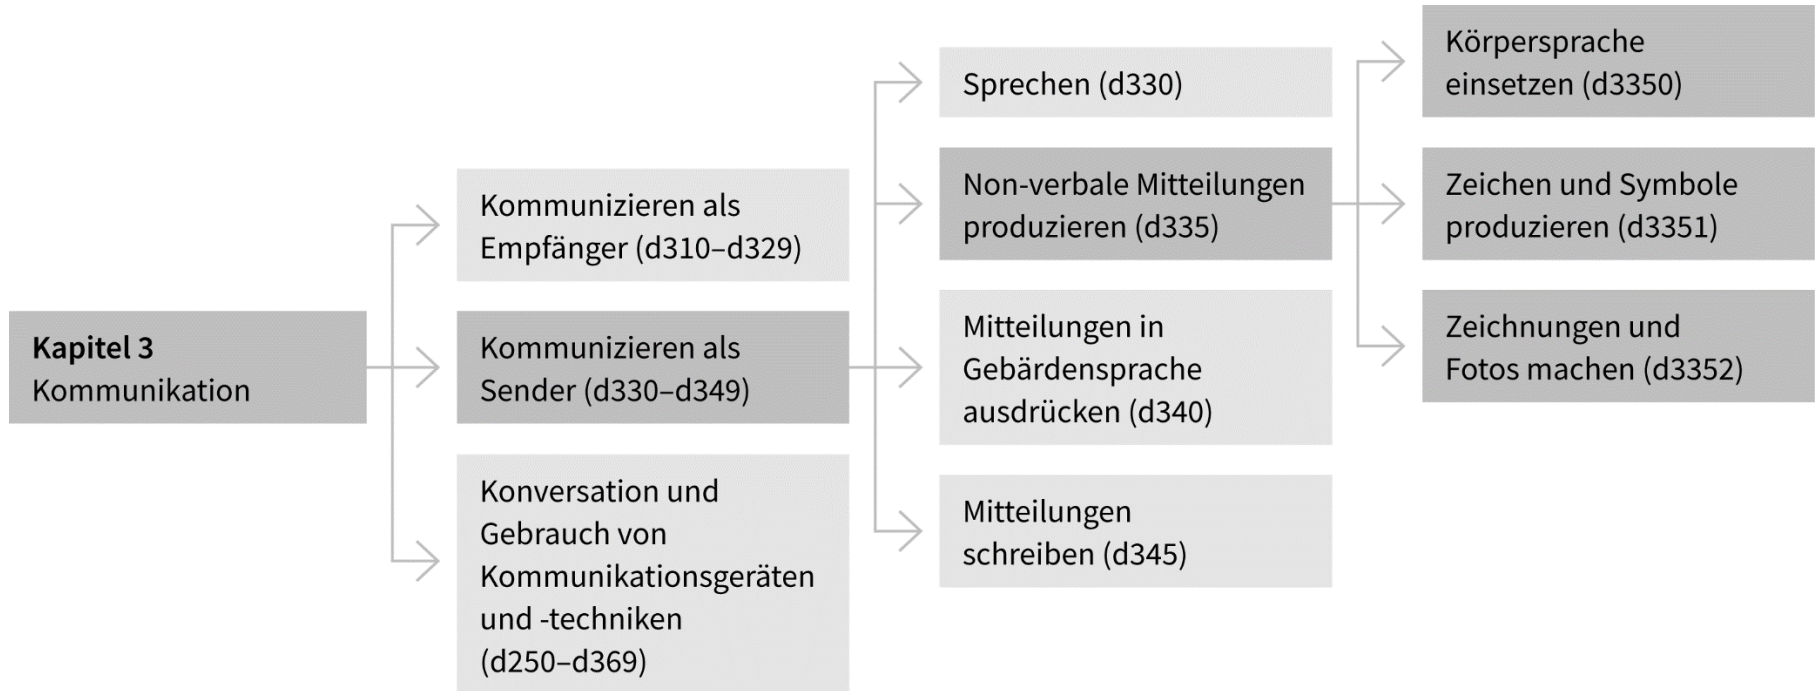 Kapitel 3
Kommunikation
Kommunizieren als
Empfänger (d310–d329)
Kommunizieren als
Sender (d330–d349)
Konversation und
Gebrauch von
Kommunikationsgeräten
und -techniken
(d250–d369)
Sprechen (d330)
Non-verbale Mitteilungen
produzieren (d335)
Mitteilungen in
Gebärdensprache
ausdrücken (d340)
Mitteilungen
schreiben (d345)
Körpersprache
einsetzen (d3350)
Zeichen und Symbole
produzieren (d3351)
Zeichnungen und
Fotos machen (d3352)